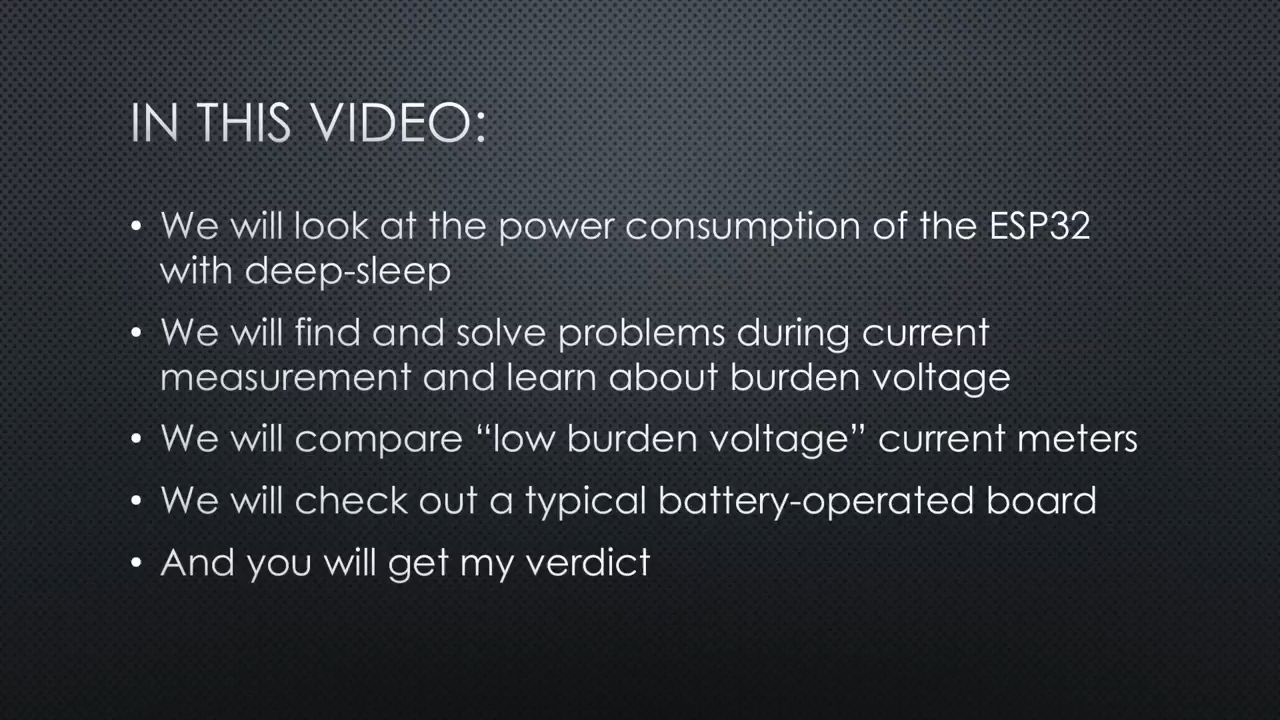 IN THIS VIDEO:
• We will look at the power consumption of the ESP32
with deep-sleep
• We will find and solve problems during current
measurement and learn about burden voltage
• We will compare “low burden voltage” current meters
• We will check out a typical battery-operated board
• And you will get my verdict